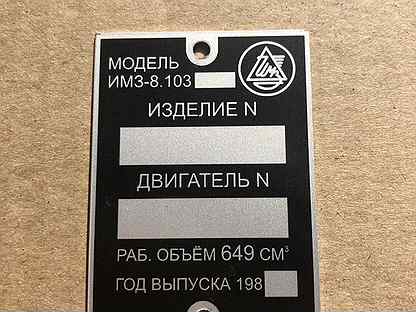 МОДЕЛЬ
ИМЗ-8.103
имз
ИЗДЕЛИЕ N
ДВИГАТЕЛЬ N
РАБ. ОБЪЁМ 649 СМ³
ГОД ВЫПУСКА 198